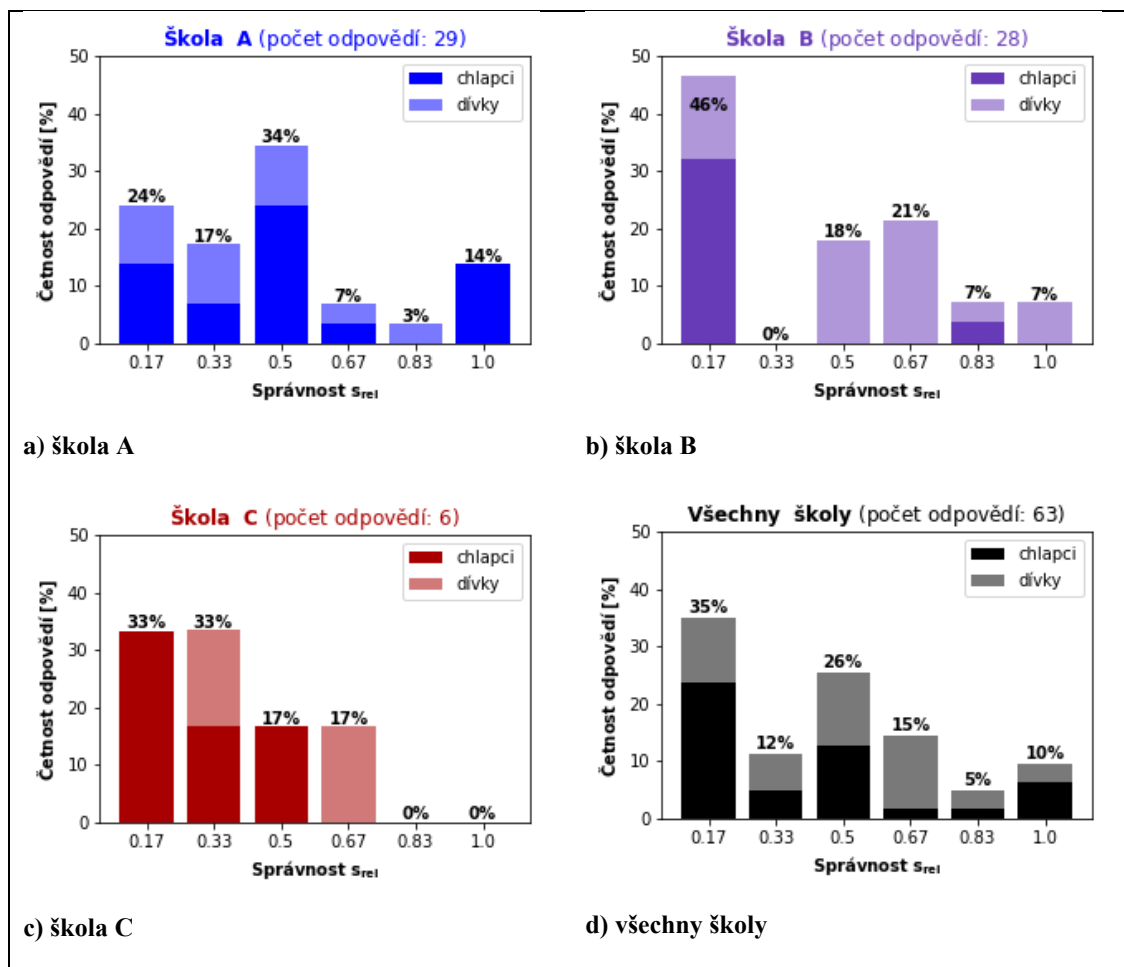 Škola A (počet odpovědí: 29)
Četnost odpovědí [%]
50
40
30
20
10
0
chlapci
dívky
24%
17%
34%
7%
3%
14%
0.17 0.33 0.5 0.67 0.83 1.0
Správnost s_rel
a) škola A
Škola B (počet odpovědí: 28)
Četnost odpovědí [%]
50
40
30
20
10
0
chlapci
dívky
46%
0%
18%
21%
7%
7%
0.17 0.33 0.5 0.67 0.83 1.0
Správnost s_rel
b) škola B
Škola C (počet odpovědí: 6)
Četnost odpovědí [%]
50
40
30
20
10
0
chlapci
dívky
33%
33%
17%
17%
0%
0%
0.17 0.33 0.5 0.67 0.83 1.0
Správnost s_rel
c) škola C
Všechny školy (počet odpovědí: 63)
Četnost odpovědí [%]
50
40
30
20
10
0
chlapci
dívky
35%
12%
26%
15%
5%
10%
0.17 0.33 0.5 0.67 0.83 1.0
Správnost s_rel
d) všechny školy